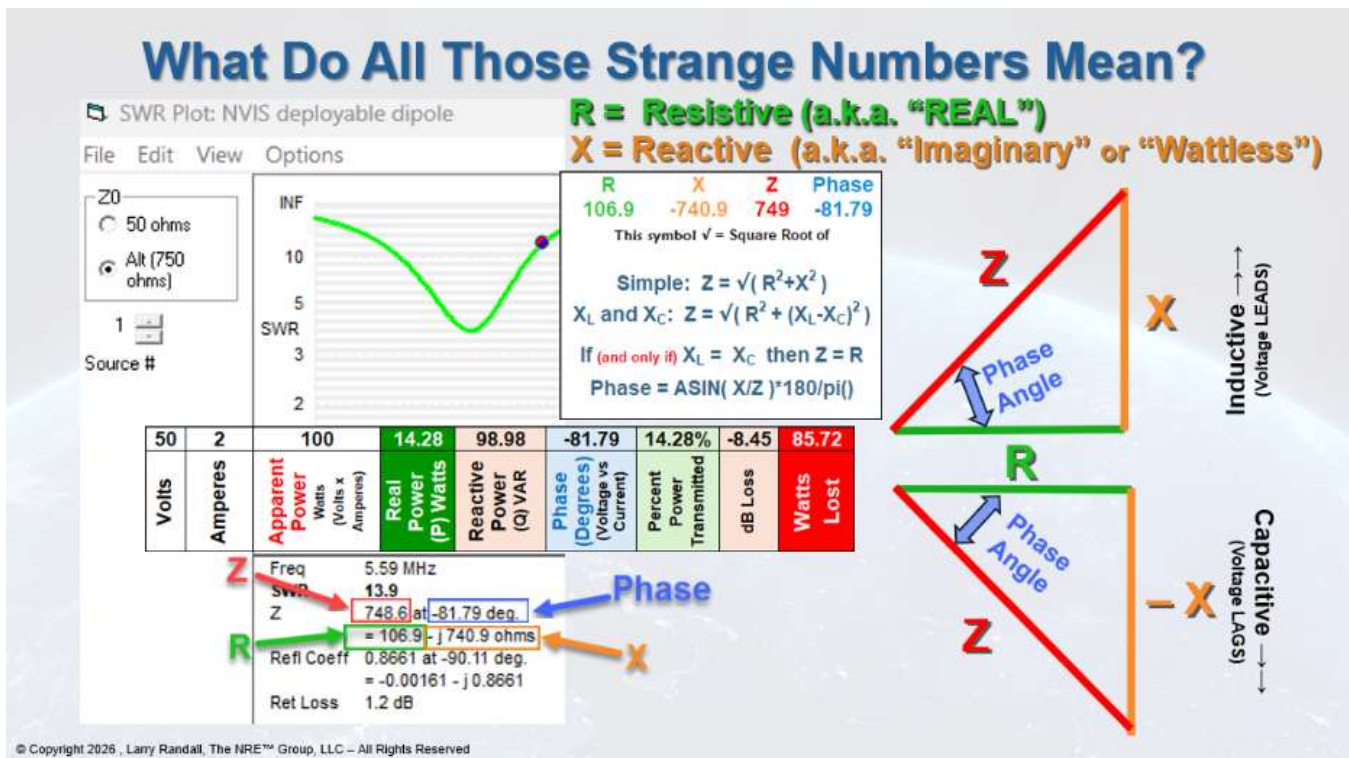 What Do All Those Strange Numbers Mean?
SWR Plot: NVIS deployable dipole
File Edit View Options
R = Resistive (a.k.a. “REAL”)
X = Reactive (a.k.a. “Imaginary” or “Wattless”)
Z0
50 ohms
Alt (750
ohms)
1
Source #
INF
10
5
SWR
3
2
R X Z Phase
106.9 -740.9 749 -81.79
This symbol √ = Square Root of
Simple: Z = √( R²+X² )
X_L and X_C: Z = √( R² + (X_L-X_C)² )
If (and only if) X_L = X_C then Z = R
Phase = ASIN( X/Z )*180/pi()
50 2 100 14.28 98.98 -81.79 14.28% -8.45 85.72
Volts
Amperes
Apparent
Power
Watts
(Volts x
Amperes)
Real
Power
(P) Watts
Reactive
Power
(Q) VAR
Phase
(Degrees)
(Voltage vs
Current)
Percent
Power
Transmitted
dB Loss
Watts
Lost
Freq 5.59 MHz
SWR 13.9
Z 748.6 at -81.79 deg.
= 106.9 - j 740.9 ohms
Refl Coeff 0.8661 at -90.11 deg.
= -0.00161 - j 0.8661
Ret Loss 1.2 dB
Z
R
Phase
X
Z
X
Phase
Angle
R
Inductive →→
(Voltage LEADS)
Phase
Angle
Z
– X
Capacitive →→
(Voltage LAGS)
© Copyright 2026 , Larry Randall, The NRE™ Group, LLC – All Rights Reserved